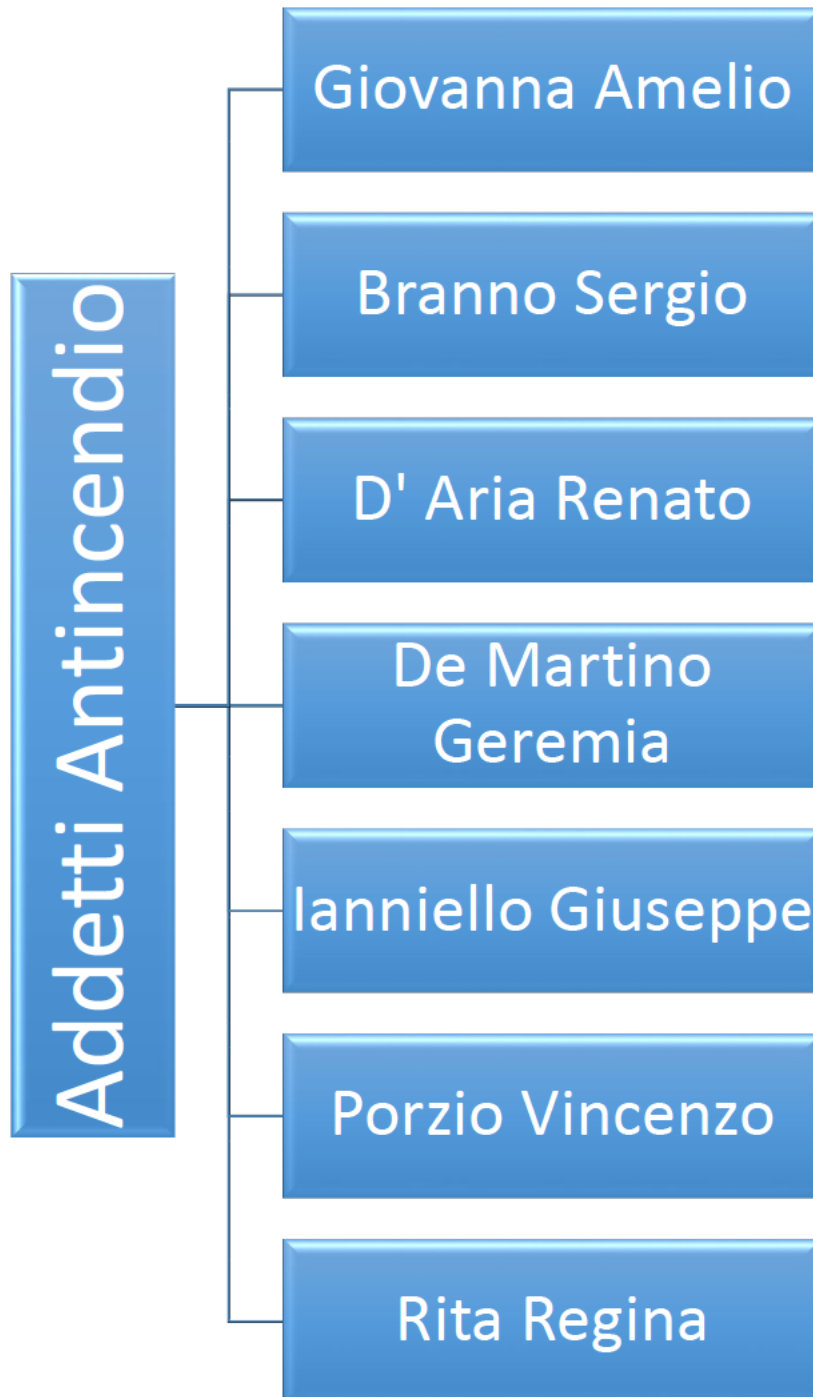 Addetti Antincendio
Giovanna Amelio
Branno Sergio
D' Aria Renato
De Martino
Geremia
Ianniello Giuseppe
Porzio Vincenzo
Rita Regina